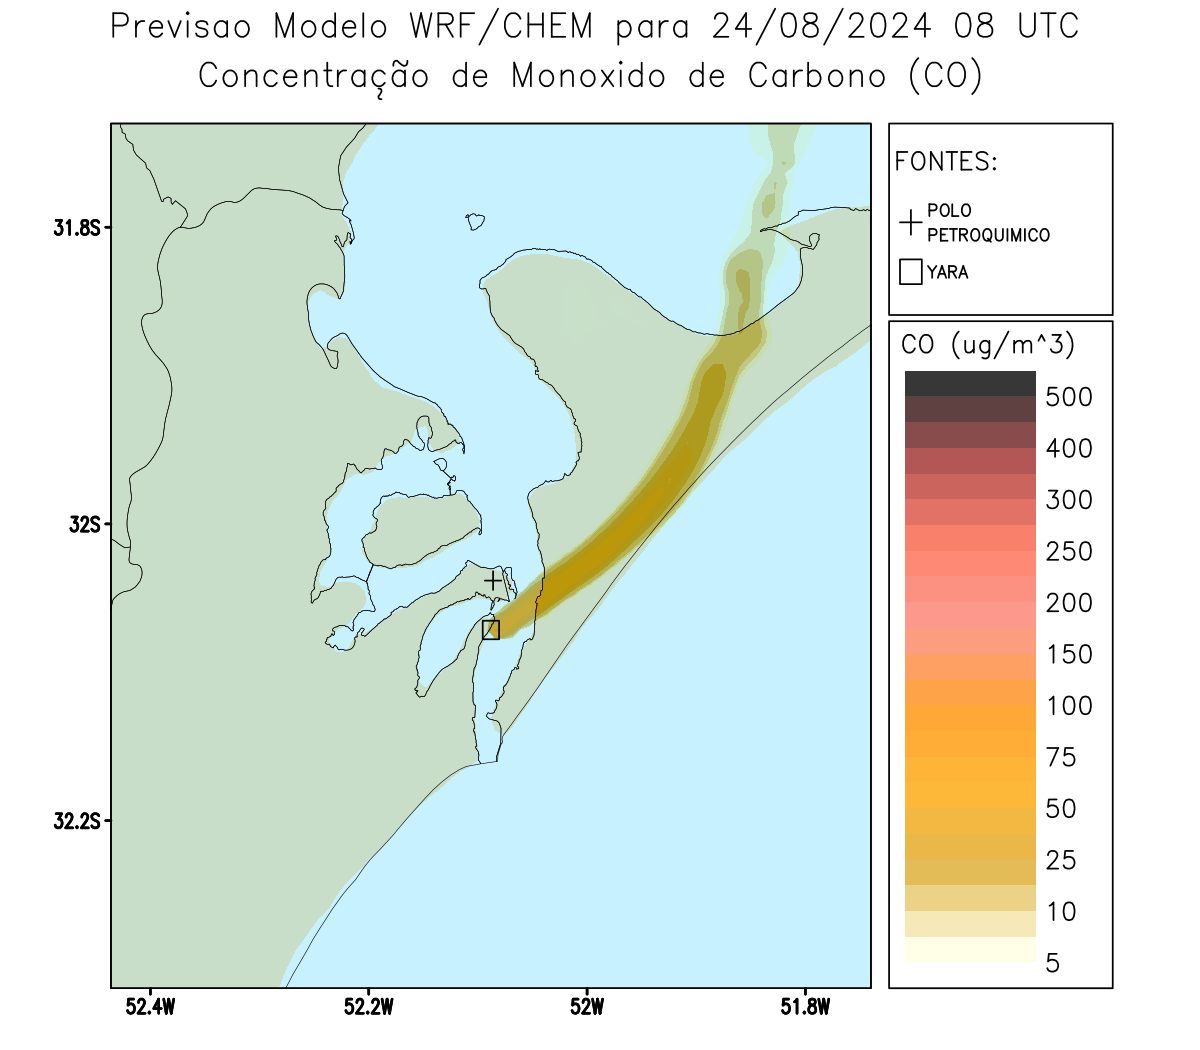 Previsao Modelo WRF/CHEM para 24/08/2024 08 UTC
Concentração de Monoxido de Carbono (CO)
FONTES:
POLO
PETROQUIMICO
YARA
CO (ug/m^3)
500
400
300
250
200
150
100
75
50
25
10
5
31.8S
32S
32.2S
52.4W
52.2W
52W
51.8W